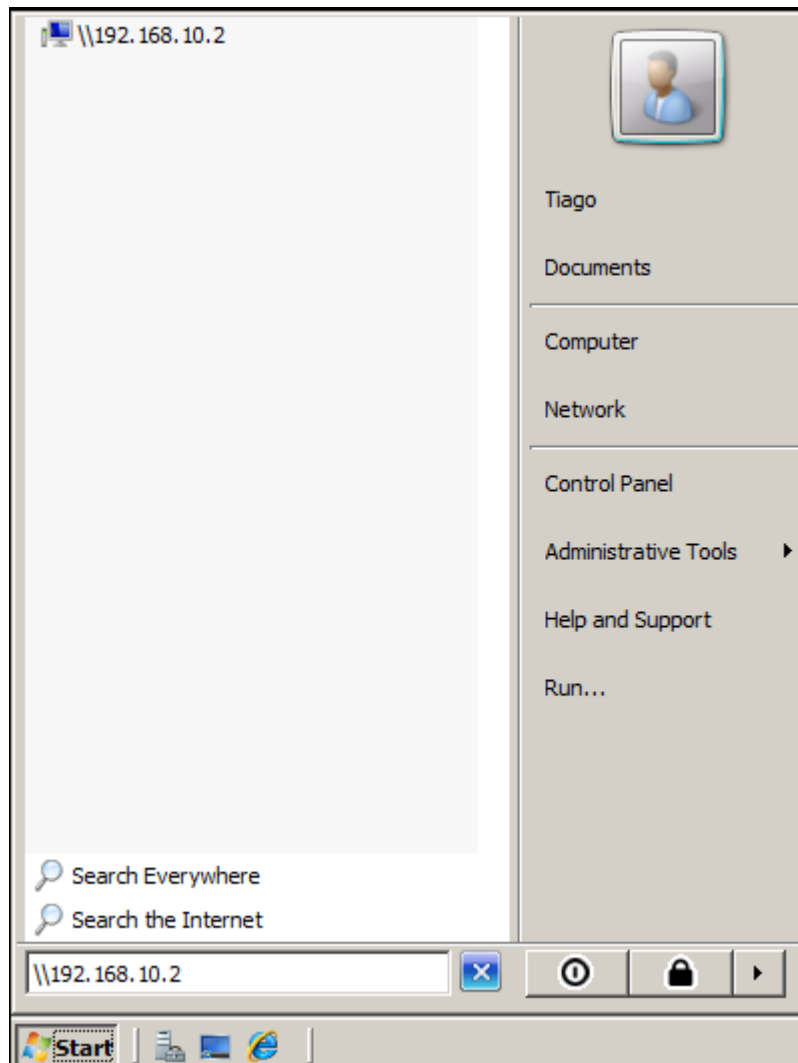 \\192.168.10.2
Tiago
Documents
Computer
Network
Control Panel
Administrative Tools
Help and Support
Run...
Search Everywhere
Search the Internet
\\192.168.10.2
Start